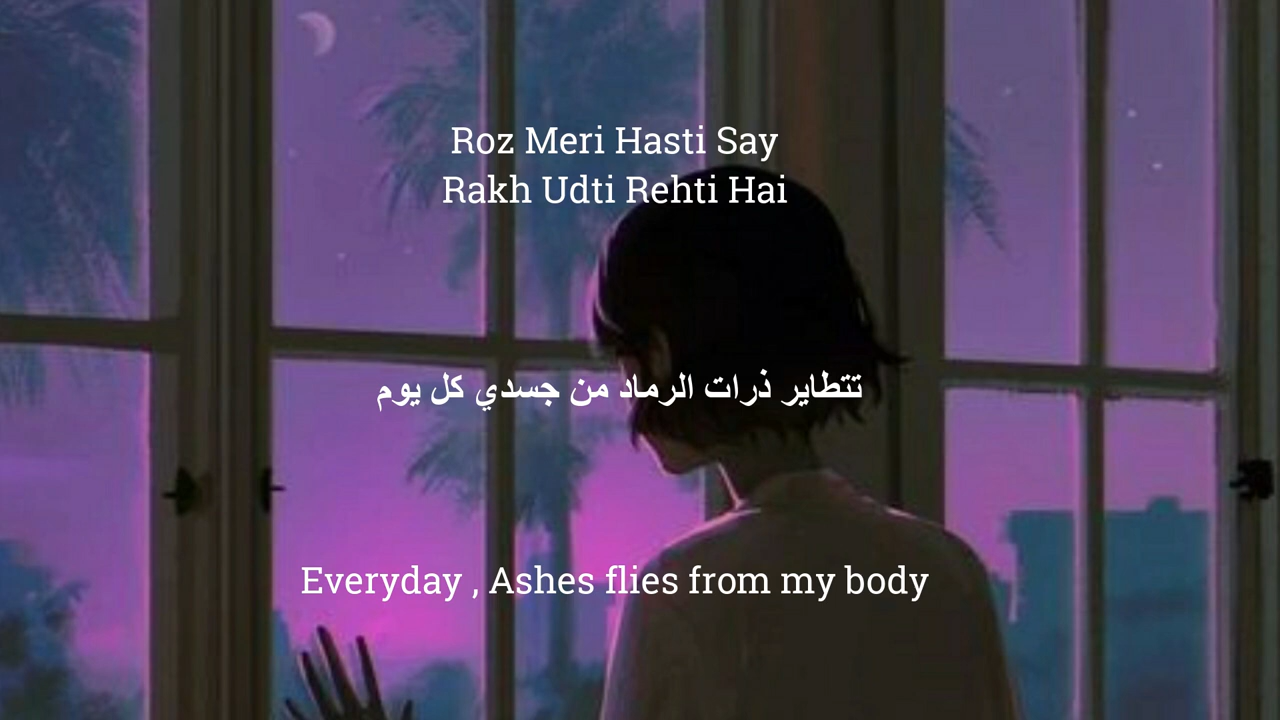 Roz Meri Hasti Say
Rakh Udti Rehti Hai
تتطاير ذرات الرماد من جسدي كل يوم
Everyday , Ashes flies from my body